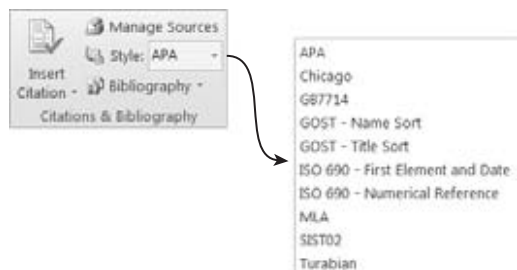 Manage Sources
Style: APA
Insert
Citation
Bibliography
Citations & Bibliography
APA
Chicago
GB7714
GOST - Name Sort
GOST - Title Sort
ISO 690 - First Element and Date
ISO 690 - Numerical Reference
MLA
SIST02
Turabian